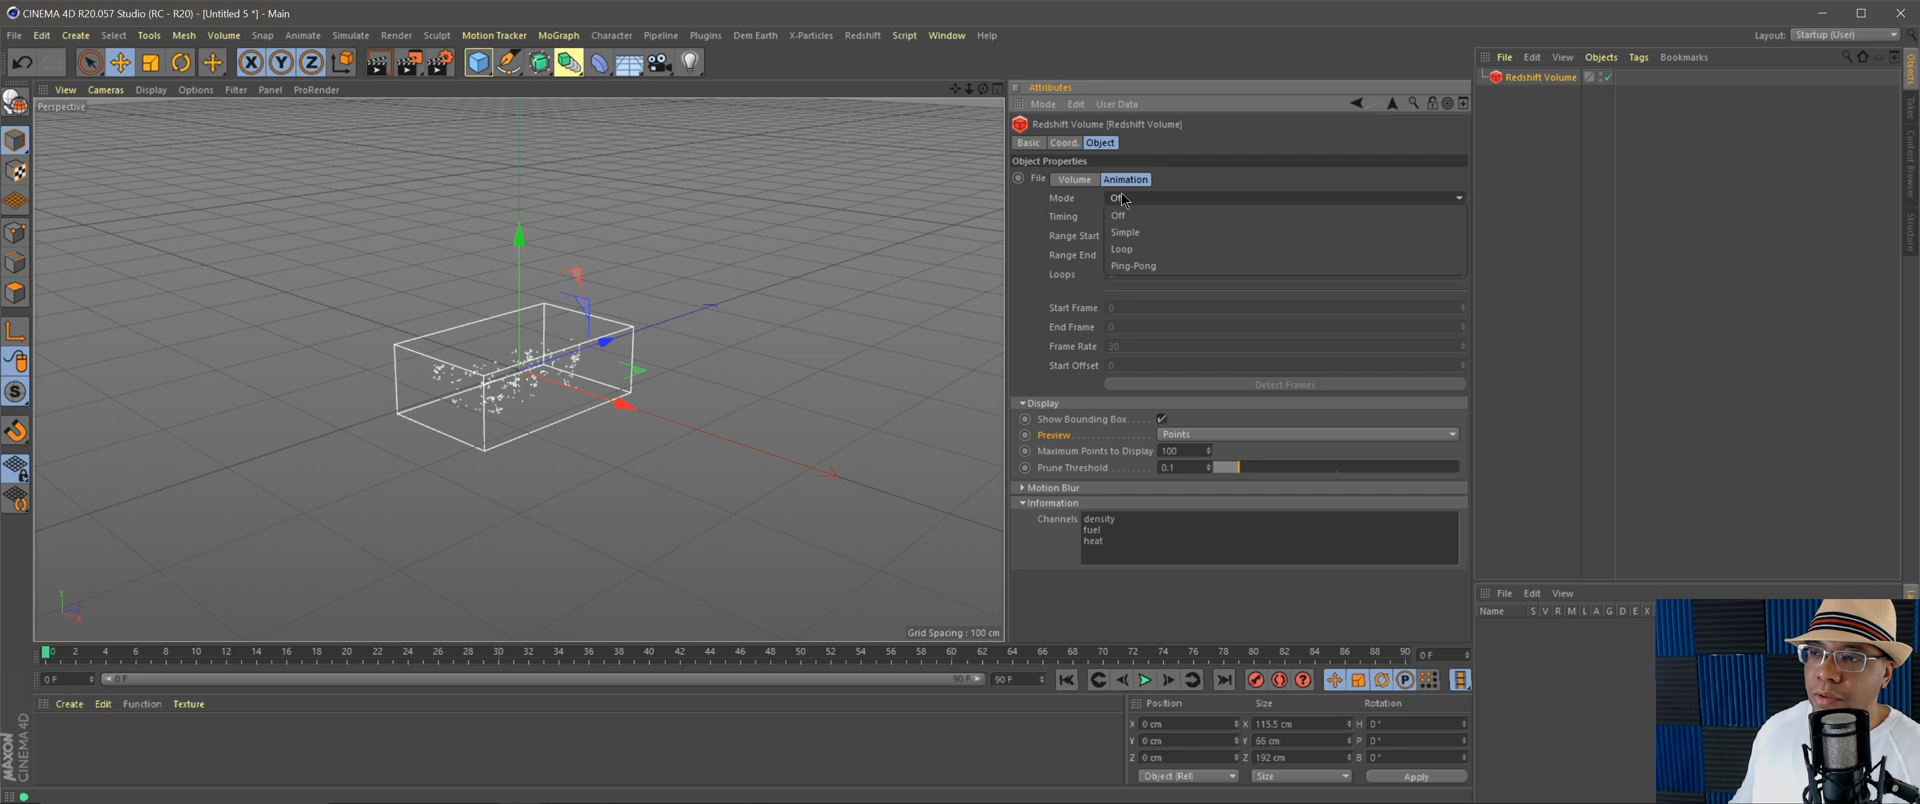 CINEMA 4D R20.057 Studio (RC - R20) - [Untitled 5 *] - Main
File Edit Create Select Tools Mesh Volume Snap Animate Simulate Render Sculpt Motion Tracker MoGraph Character Pipeline Plugins Dem Earth X-Particles Redshift Script Window Help
Layout: Startup (User)
X Y Z
View Cameras Display Options Filter Panel ProRender
Perspective
Grid Spacing : 100 cm
Y Z X
S
Attributes
Mode Edit User Data
Redshift Volume [Redshift Volume]
Basic Coord. Object
Object Properties
File Volume Animation
Mode
Off
Simple
Loop
Ping-Pong
Timing
Range Start
Range End
Loops
Start Frame 0
End Frame 0
Frame Rate 30
Start Offset 0
Detect Frames
Display
Show Bounding Box
Preview Points
Maximum Points to Display 100
Prune Threshold 0.1
Motion Blur
Information
Channels density
fuel
heat
File Edit View Objects Tags Bookmarks
Redshift Volume
Objects
Takes
Content Browser
Structure
File Edit View
Name S V R M L A G D E X
0 2 4 6 8 10 12 14 16 18 20 22 24 26 28 30 32 34 36 38 40 42 44 46 48 50 52 54 56 58 60 62 64 66 68 70 72 74 76 78 80 82 84 86 88 90 0 F
0 F 0 F 90 F 90 F
P
Create Edit Function Texture
Position Size Rotation
X 0 cm X 115.5 cm H 0 °
Y 0 cm Y 66 cm P 0 °
Z 0 cm Z 192 cm B 0 °
Object (Rel) Size Apply
MAXON
CINEMA 4D